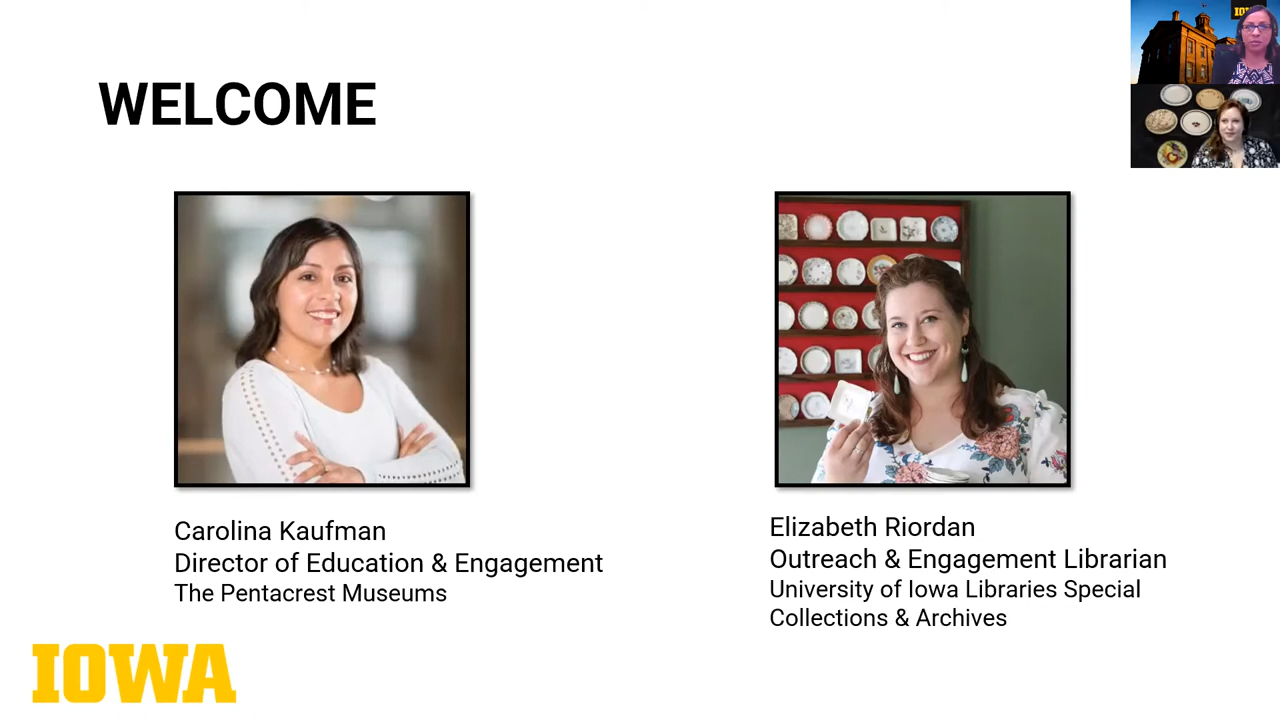 WELCOME
Carolina Kaufman
Director of Education & Engagement
The Pentacrest Museums
Elizabeth Riordan
Outreach & Engagement Librarian
University of Iowa Libraries Special
Collections & Archives
IOWA